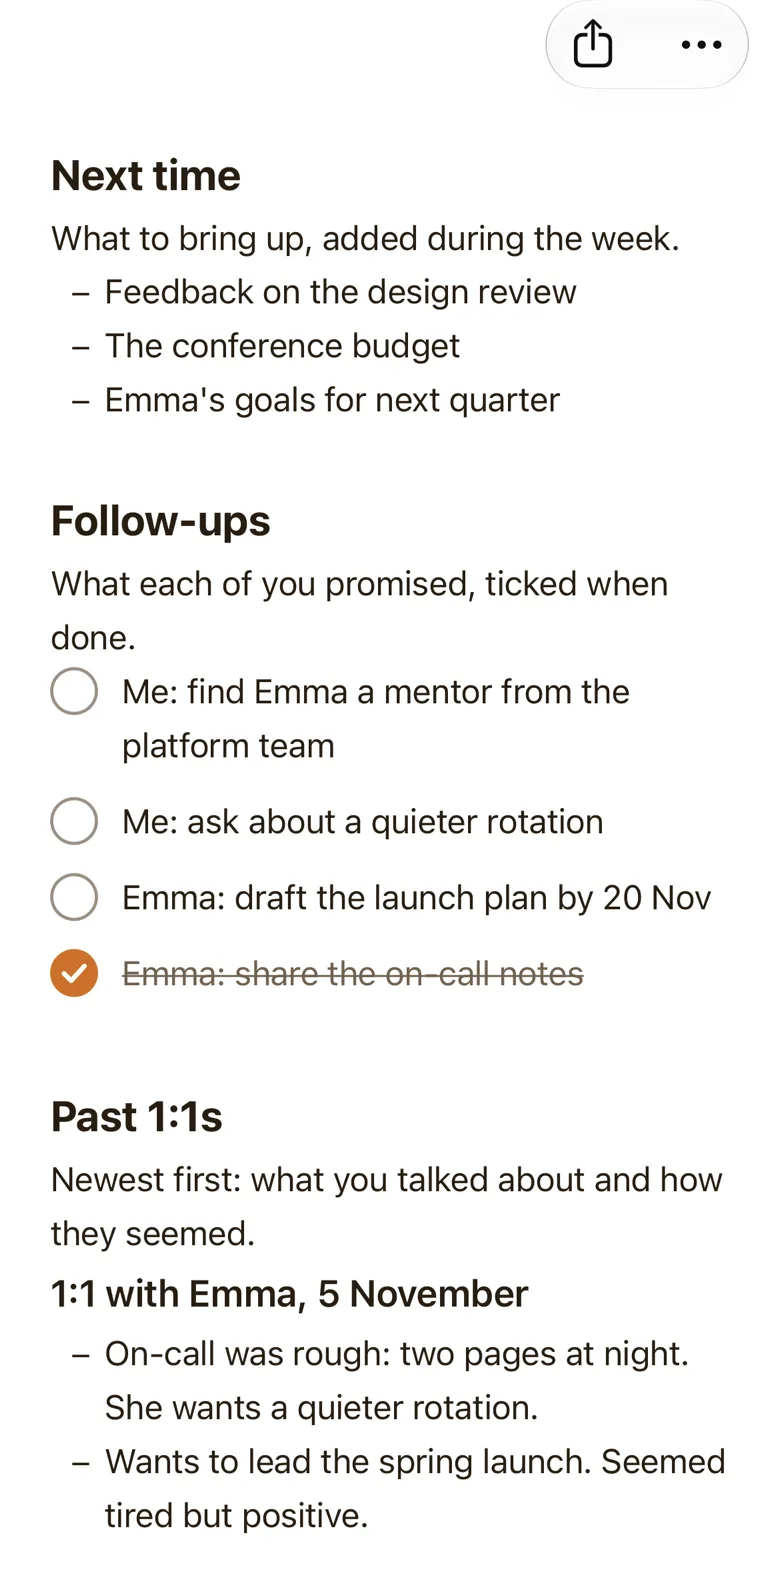 Next time
What to bring up, added during the week.
– Feedback on the design review
– The conference budget
– Emma's goals for next quarter
Follow-ups
What each of you promised, ticked when
done.
Me: find Emma a mentor from the
platform team
Me: ask about a quieter rotation
Emma: draft the launch plan by 20 Nov
Emma: share the on-call notes
Past 1:1s
Newest first: what you talked about and how
they seemed.
1:1 with Emma, 5 November
– On-call was rough: two pages at night.
She wants a quieter rotation.
– Wants to lead the spring launch. Seemed
tired but positive.